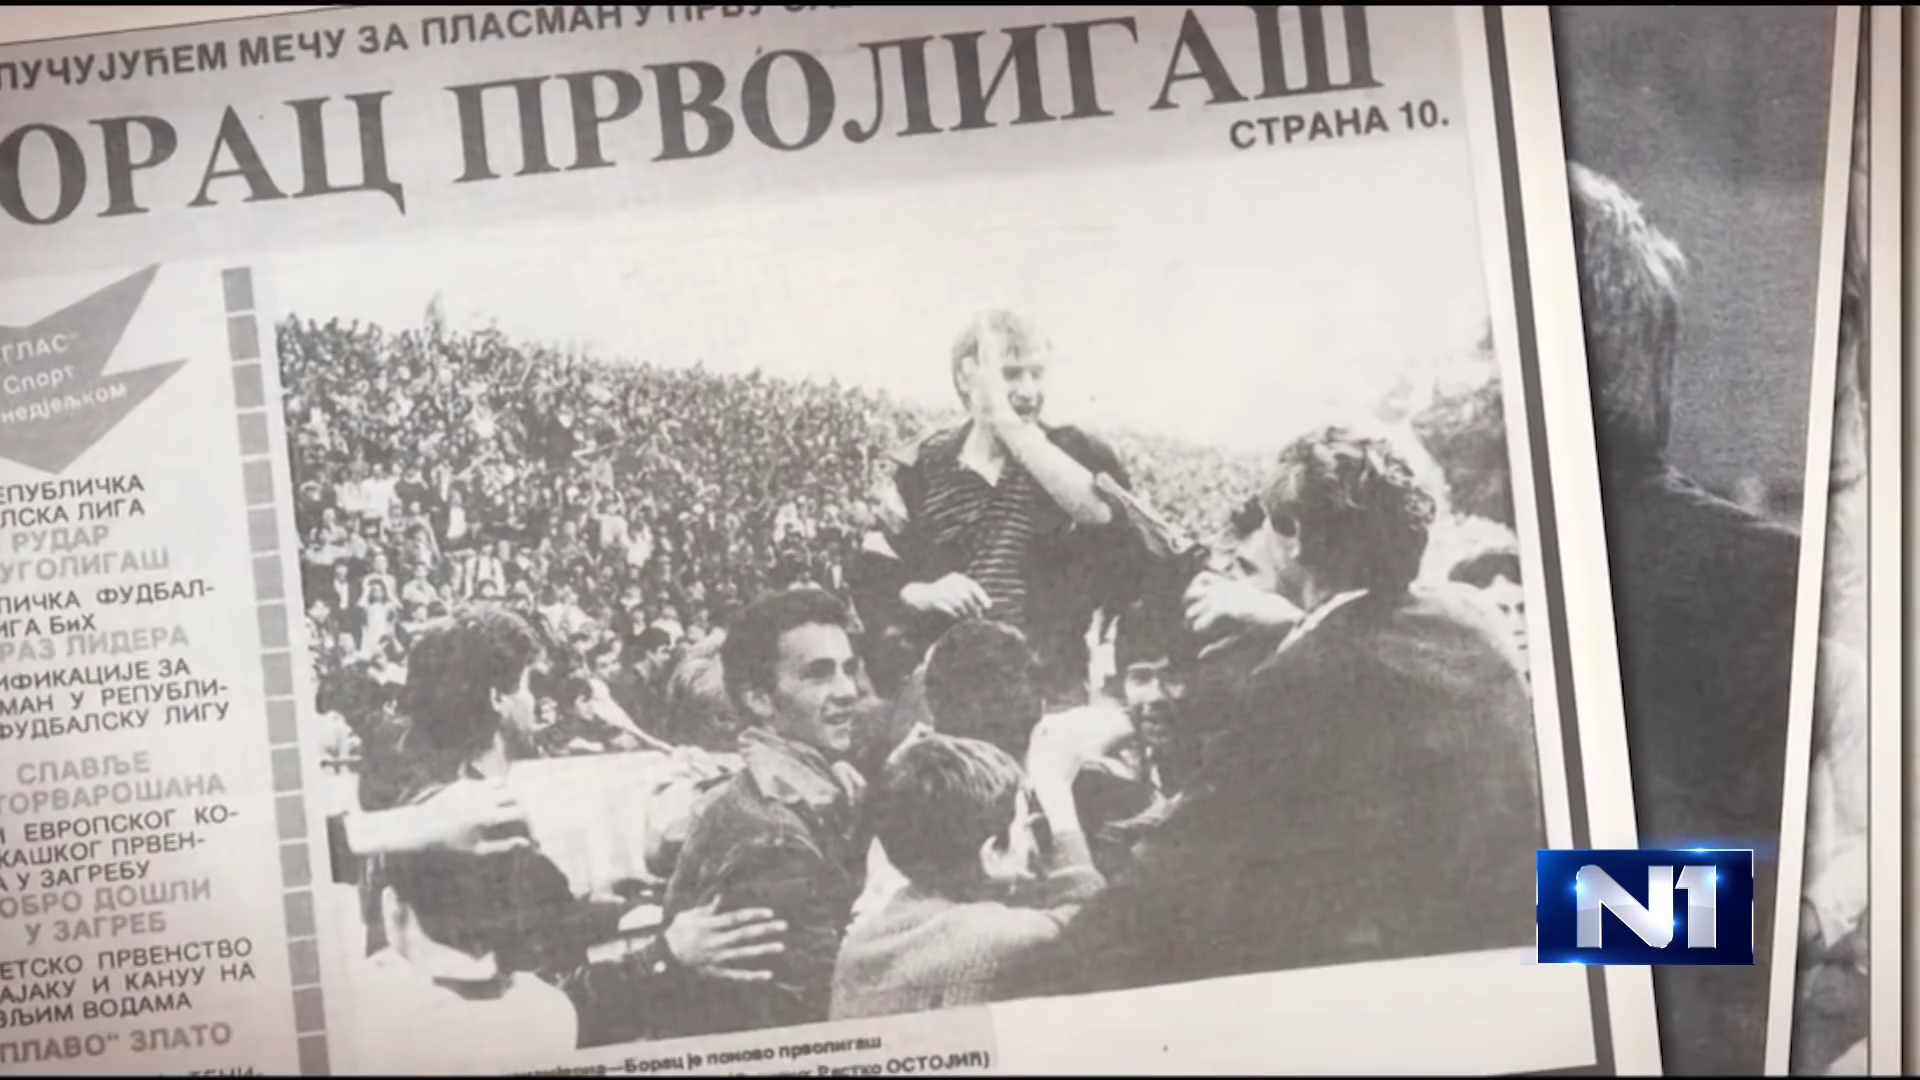 ПУЧУЈУЋЕМ МЕЧУ ЗА ПЛАСМАН У ПРВУ
ОРАЦ ПРВОЛИГАШ
СТРАНА 10.
ГЛАС
Спорт
недјељком
ЕПУБЛИЧКА
ЛСКА ЛИГА
РУДАР
УГОЛИГАШ
ЛИЧКА ФУДБАЛ-
ИГА БиХ
РАЗ ЛИДЕРА
ИФИКАЦИЈЕ ЗА
МАН У РЕПУБЛИ-
ФУДБАЛСКУ ЛИГУ
СЛАВЉЕ
ТОРВАРОШАНА
И ЕВРОПСКОГ КО-
КАШКОГ ПРВЕН-
А У ЗАГРЕБУ
ОБРО ДОШЛИ
У ЗАГРЕБ
ЕТСКО ПРВЕНСТВО
АЈАКУ И КАНУУ НА
ВЉИМ ВОДАМА
ПЛАВО“ ЗЛАТО
ТЕНИ-
—Борац је поново прволигаш
Растко ОСТОЈИЋ)
N1